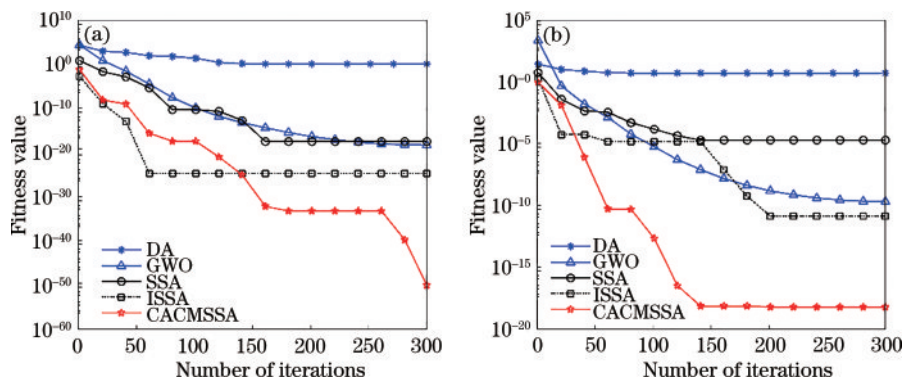 (a)
Fitness value
10^10
10^0
10^−10
10^−20
10^−30
10^−40
10^−50
10^−60
DA
GWO
SSA
ISSA
CACMSSA
0 50 100 150 200 250 300
Number of iterations
(b)
Fitness value
10^5
10^−0
10^−5
10^−10
10^−15
10^−20
DA
GWO
SSA
ISSA
CACMSSA
0 50 100 150 200 250 300
Number of iterations